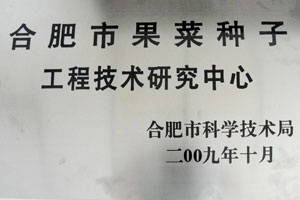 合肥市果菜种子
工程技术研究中心
合肥市科学技术局
二00九年十月